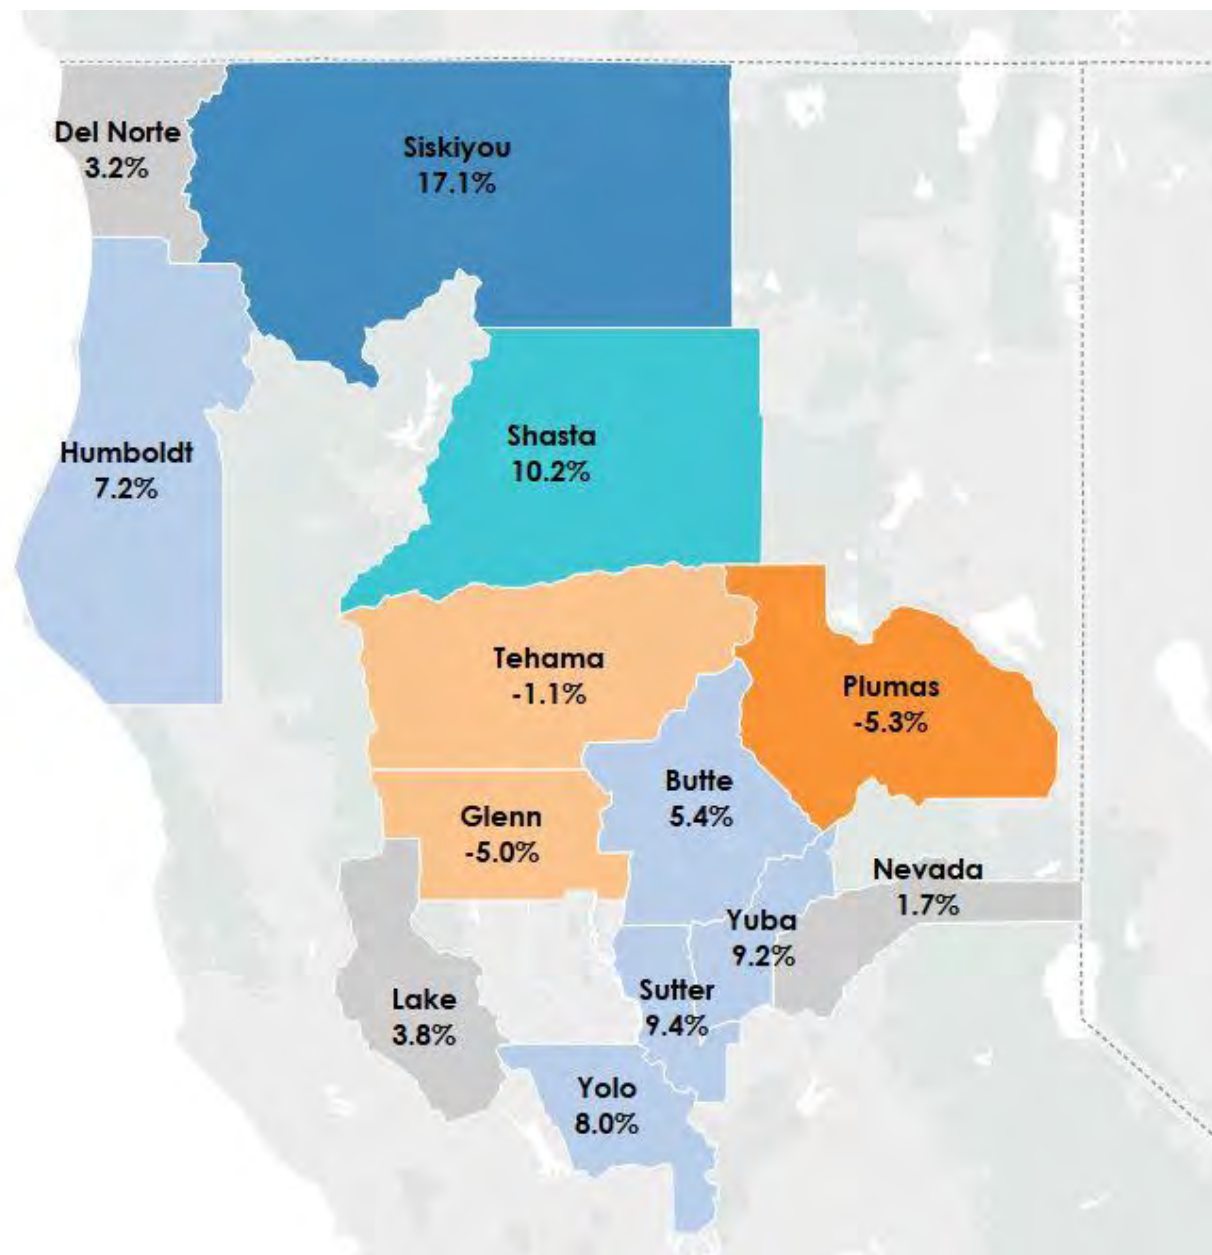 Del Norte
3.2%
Siskiyou
17.1%
Humboldt
7.2%
Shasta
10.2%
Tehama
-1.1%
Plumas
-5.3%
Butte
5.4%
Glenn
-5.0%
Nevada
1.7%
Yuba
9.2%
Sutter
9.4%
Lake
3.8%
Yolo
8.0%